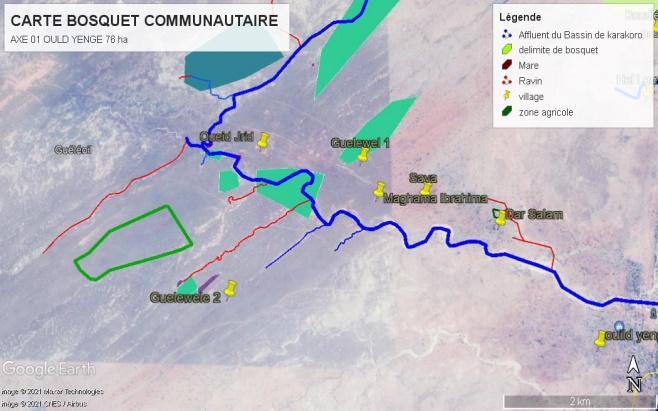 CARTE BOSQUET COMMUNAUTAIRE
AXE 01 OULD YENGE 76 ha
Légende
Affluent du Bassin de karakoro
delimite de bosquet
Mare
Ravin
village
zone agricole
Oueid Jrid
Guelewel 1
Sava
Maghama Ibrahima
Dar Salam
Guelewele 2
ould yeng
Google Earth
image © 2021 Maxar Technologies
image © 2021 CNES / Airbus
N
2 km